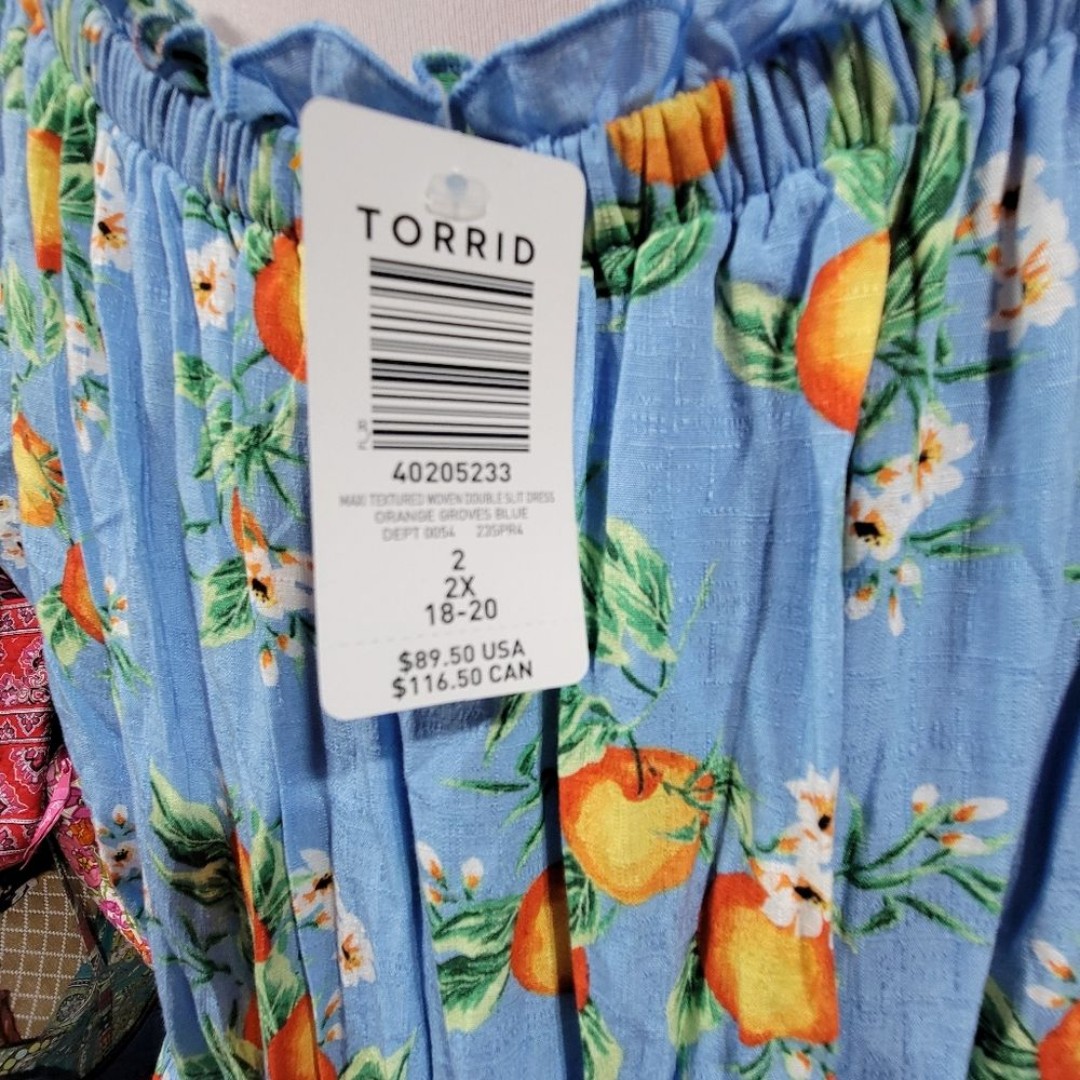 TORRID
40205233
MAXI TEXTURED WOVEN DOUBLE SLIT DRESS
ORANGE GROVES BLUE
DEPT 0054 23SPR4
2
2X
18-20
$89.50 USA
$116.50 CAN